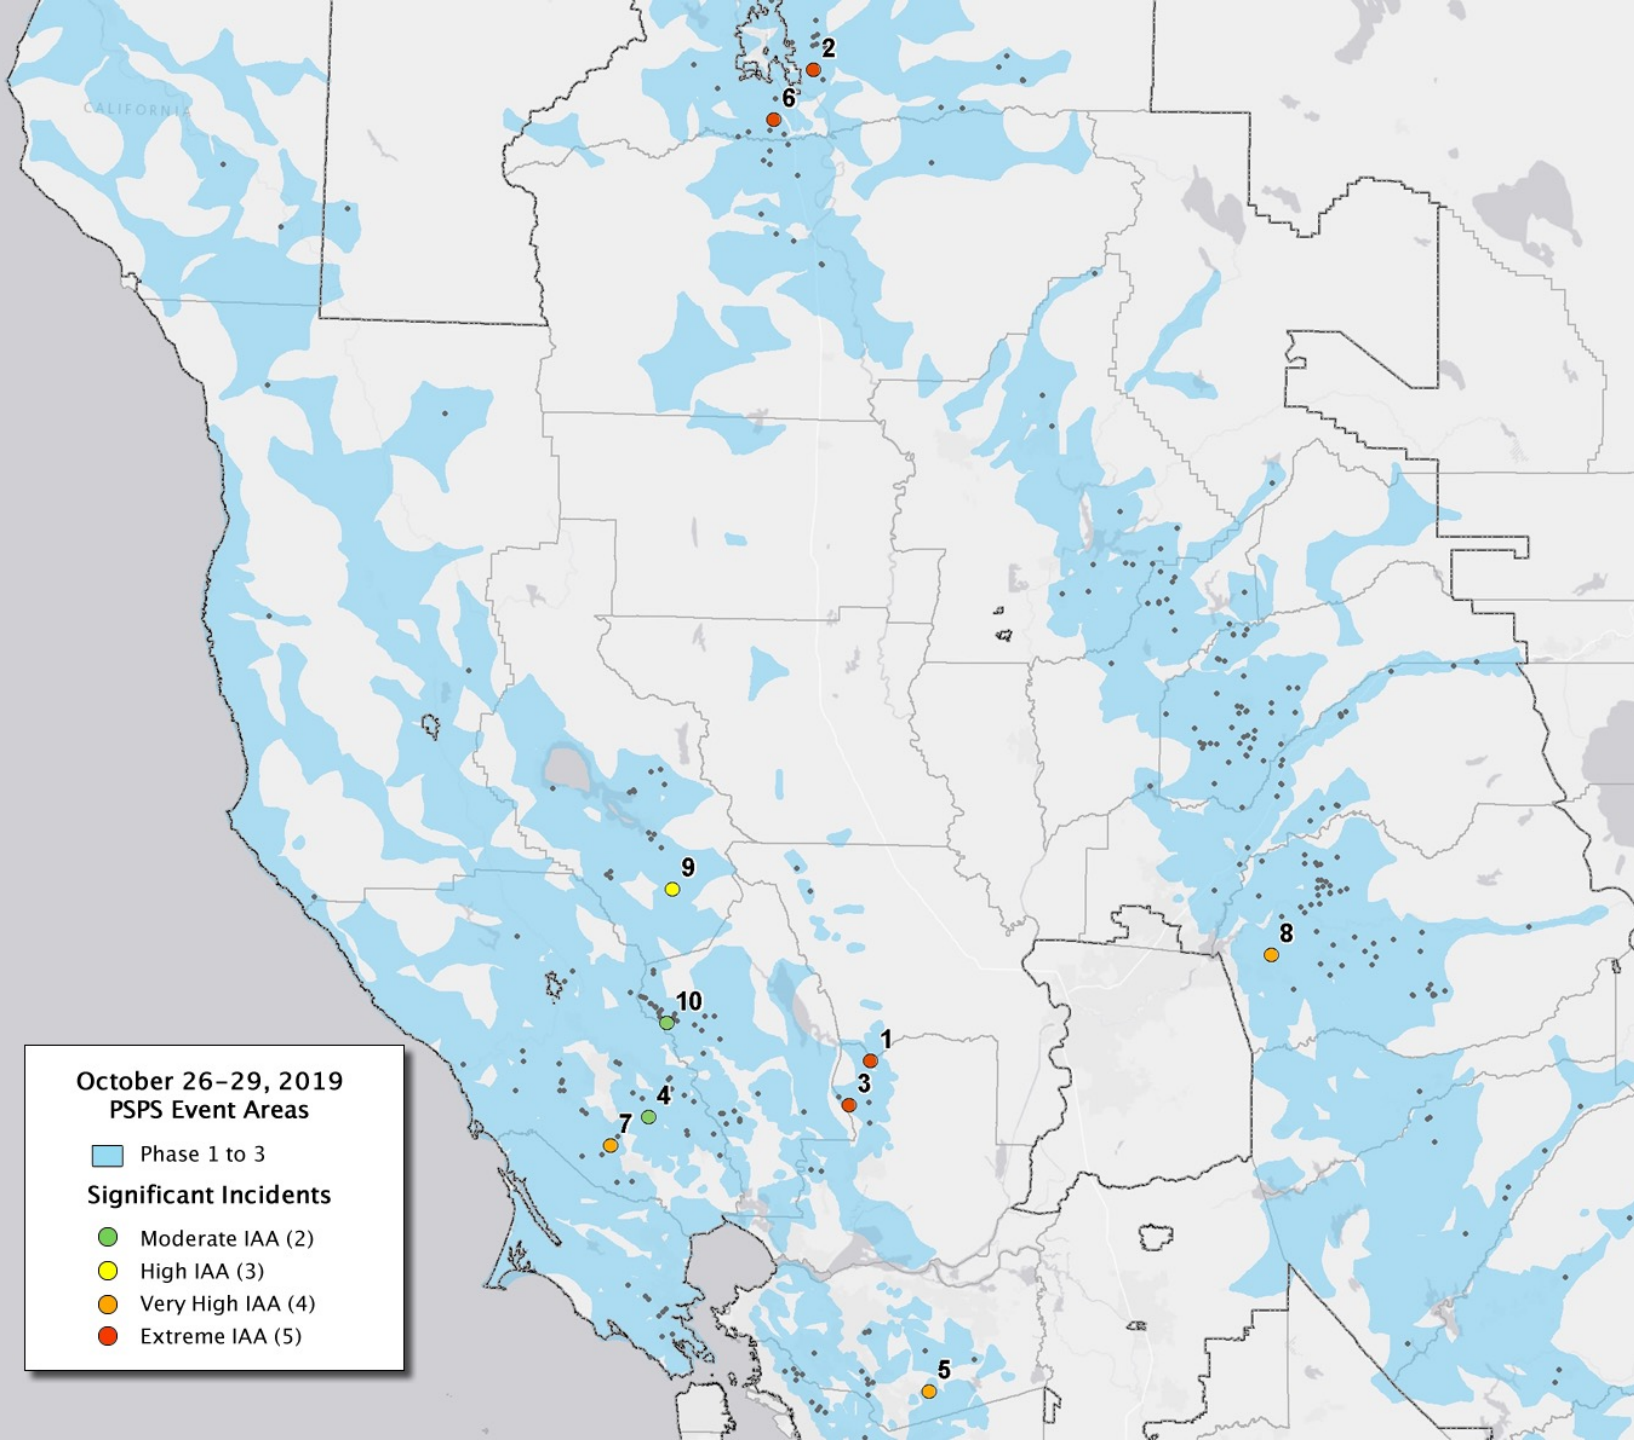 2
6
CALIFORNIA
9
8
10
1
3
4
7
5
October 26–29, 2019
PSPS Event Areas
Phase 1 to 3
Significant Incidents
Moderate IAA (2)
High IAA (3)
Very High IAA (4)
Extreme IAA (5)